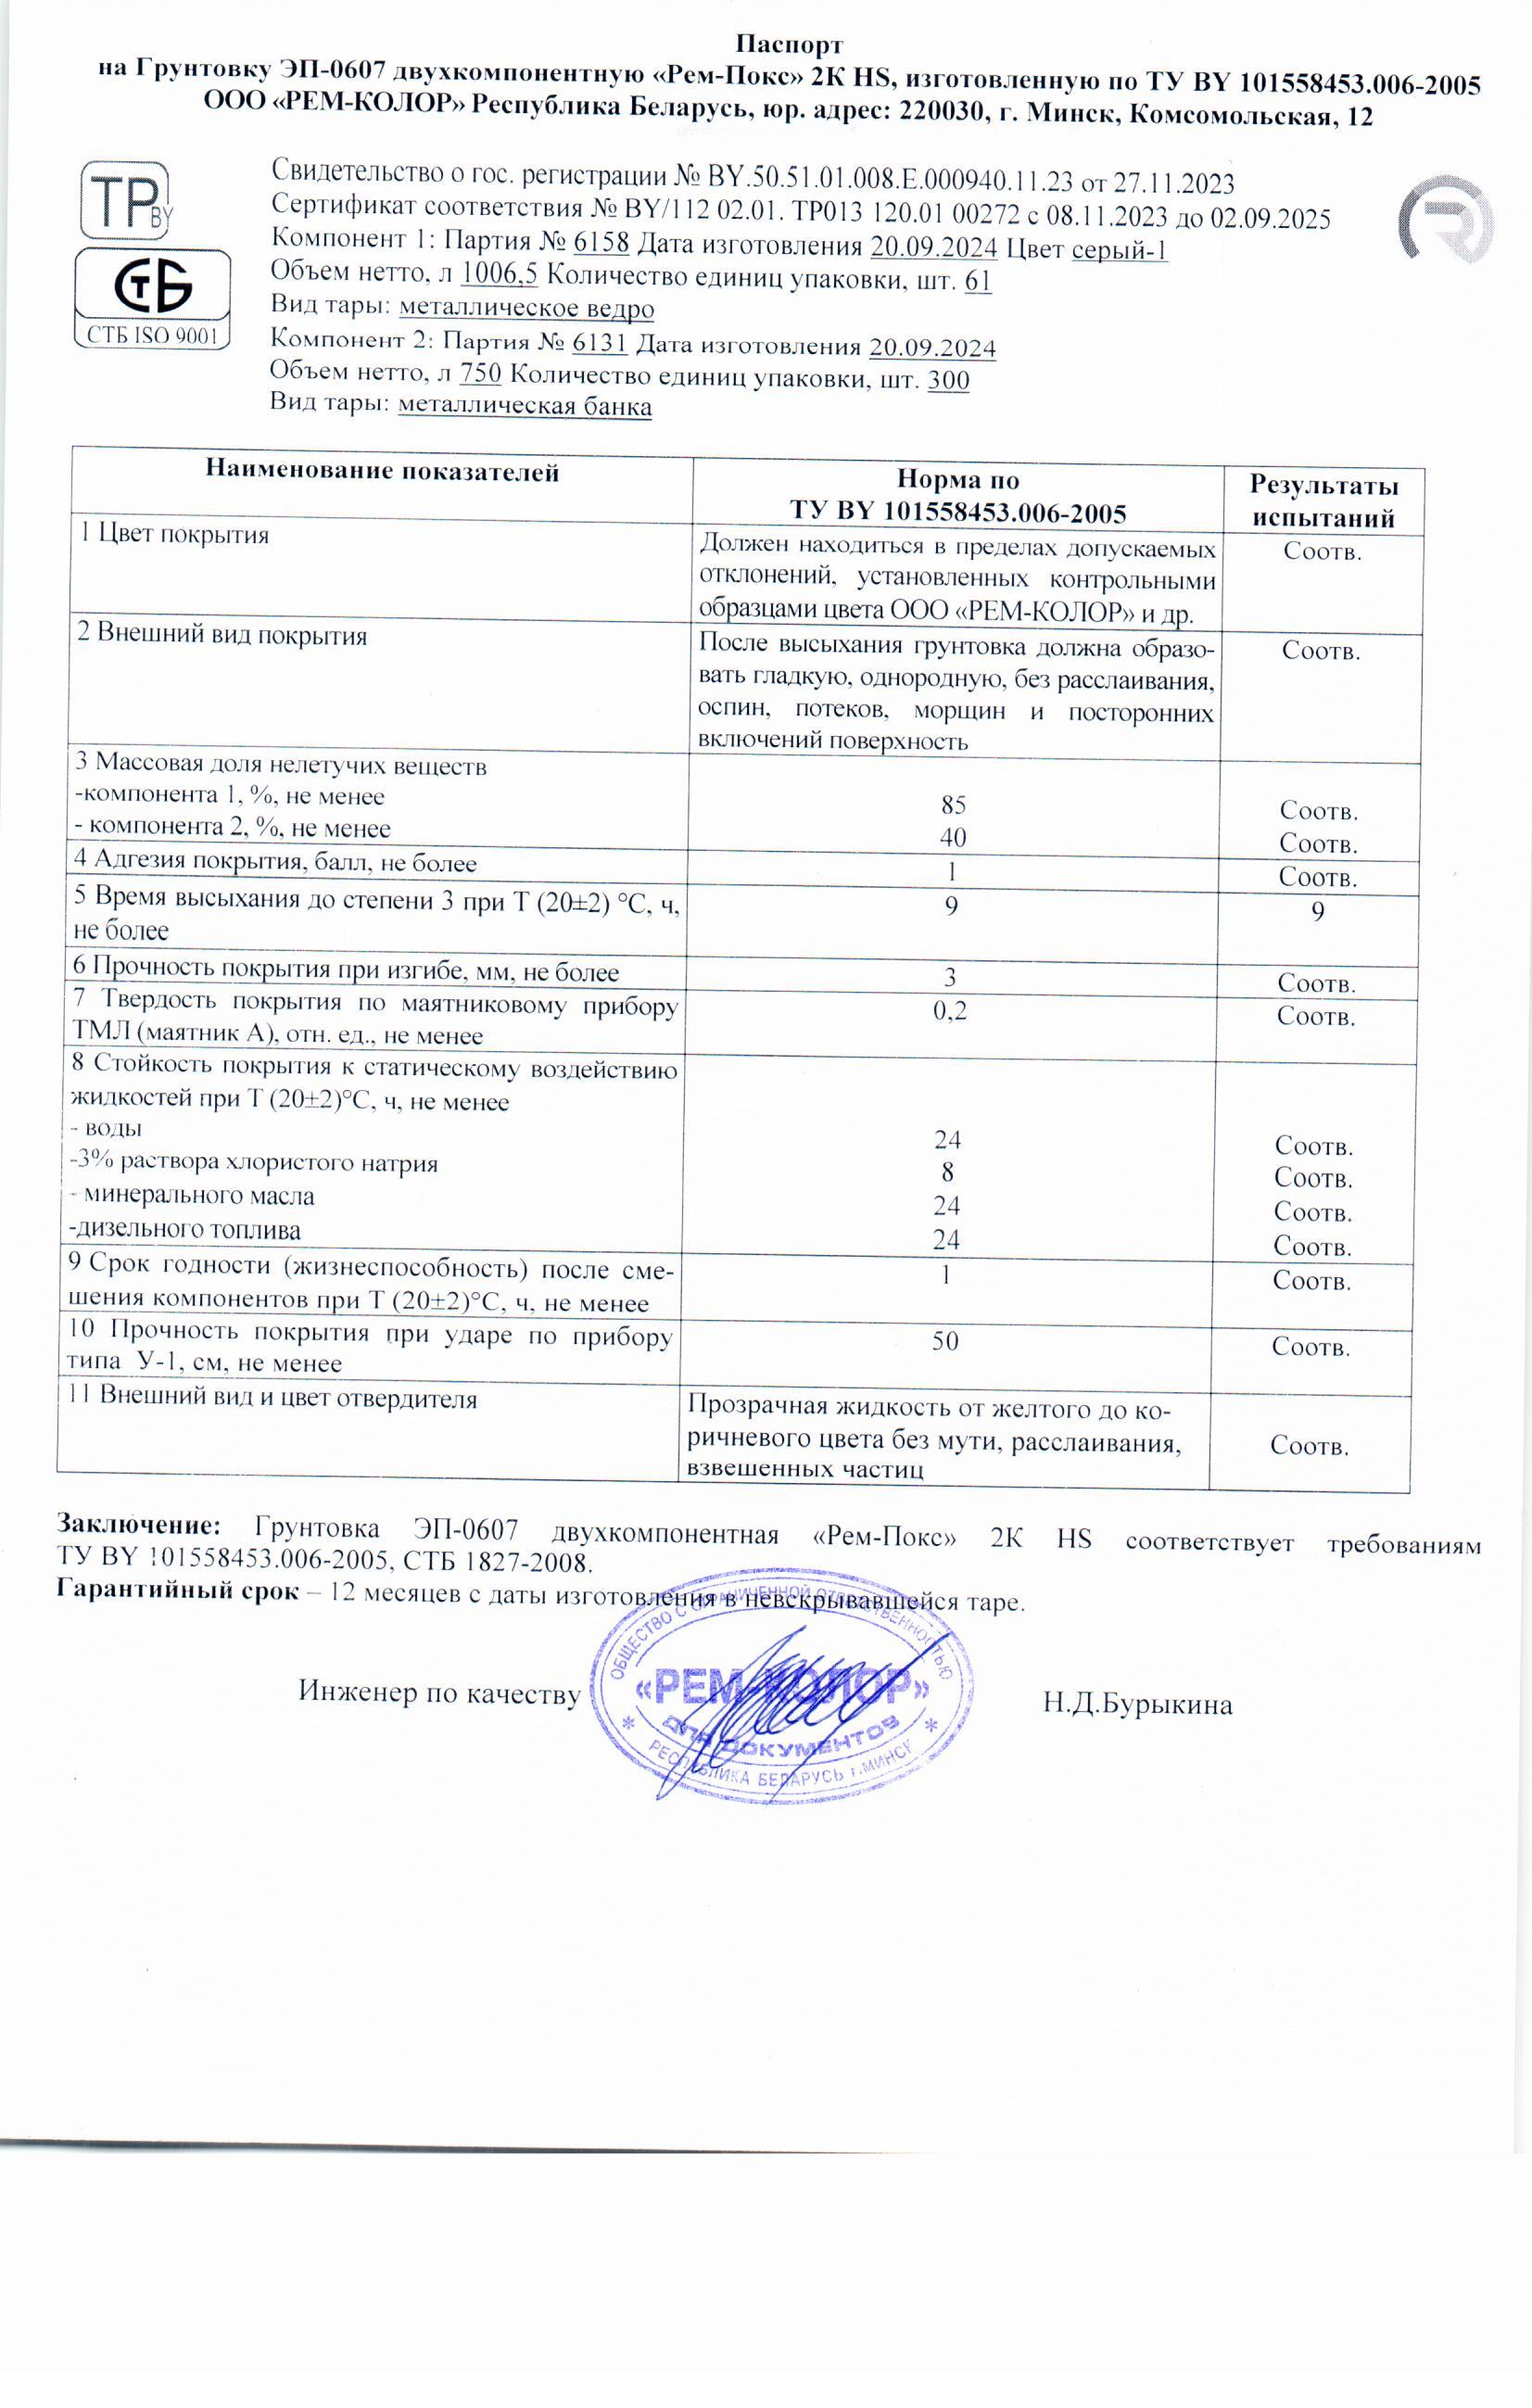 Паспорт
на Грунтовку ЭП-0607 двухкомпонентную «Рем-Покс» 2К HS, изготовленную по ТУ BY 101558453.006-2005
ООО «РЕМ-КОЛОР» Республика Беларусь, юр. адрес: 220030, г. Минск, Комсомольская, 12
ТР BY
СТБ
СТБ ISO 9001
Свидетельство о гос. регистрации № BY.50.51.01.008.Е.000940.11.23 от 27.11.2023
Сертификат соответствия № BY/112 02.01. ТР013 120.01 00272 с 08.11.2023 до 02.09.2025
Компонент 1: Партия № 6158 Дата изготовления 20.09.2024 Цвет серый-1
Объем нетто, л 1006,5 Количество единиц упаковки, шт. 61
Вид тары: металлическое ведро
Компонент 2: Партия № 6131 Дата изготовления 20.09.2024
Объем нетто, л 750 Количество единиц упаковки, шт. 300
Вид тары: металлическая банка
Наименование показателей
Норма по
ТУ BY 101558453.006-2005
Результаты
испытаний
1 Цвет покрытия
Должен находиться в пределах допускаемых
отклонений, установленных контрольными
образцами цвета ООО «РЕМ-КОЛОР» и др.
Соотв.
2 Внешний вид покрытия
После высыхания грунтовка должна образо-
вать гладкую, однородную, без расслаивания,
оспин, потеков, морщин и посторонних
включений поверхность
Соотв.
3 Массовая доля нелетучих веществ
-компонента 1, %, не менее 85 Соотв.
- компонента 2, %, не менее 40 Соотв.
4 Адгезия покрытия, балл, не более 1 Соотв.
5 Время высыхания до степени 3 при Т (20±2) °С, ч, 9 9
не более
6 Прочность покрытия при изгибе, мм, не более 3 Соотв.
7 Твердость покрытия по маятниковому прибору 0,2 Соотв.
ТМЛ (маятник А), отн. ед., не менее
8 Стойкость покрытия к статическому воздействию
жидкостей при Т (20±2)°С, ч, не менее
- воды 24 Соотв.
-3% раствора хлористого натрия 8 Соотв.
- минерального масла 24 Соотв.
-дизельного топлива 24 Соотв.
9 Срок годности (жизнеспособность) после сме- 1 Соотв.
шения компонентов при Т (20±2)°С, ч, не менее
10 Прочность покрытия при ударе по прибору 50 Соотв.
типа У-1, см, не менее
11 Внешний вид и цвет отвердителя
Прозрачная жидкость от желтого до ко-
ричневого цвета без мути, расслаивания,
взвешенных частиц
Соотв.
Заключение: Грунтовка ЭП-0607 двухкомпонентная «Рем-Покс» 2К HS соответствует требованиям
ТУ BY 101558453.006-2005, СТБ 1827-2008.
Гарантийный срок – 12 месяцев с даты изготовления в невскрывавшейся таре.
Инженер по качеству
ОБЩЕСТВО С ОГРАНИЧЕННОЙ ОТВЕТСТВЕННОСТЬЮ
«РЕМ-КОЛОР»
ДЛЯ ДОКУМЕНТОВ
* РЕСПУБЛИКА БЕЛАРУСЬ г.МИНСК *
Н.Д.Бурыкина